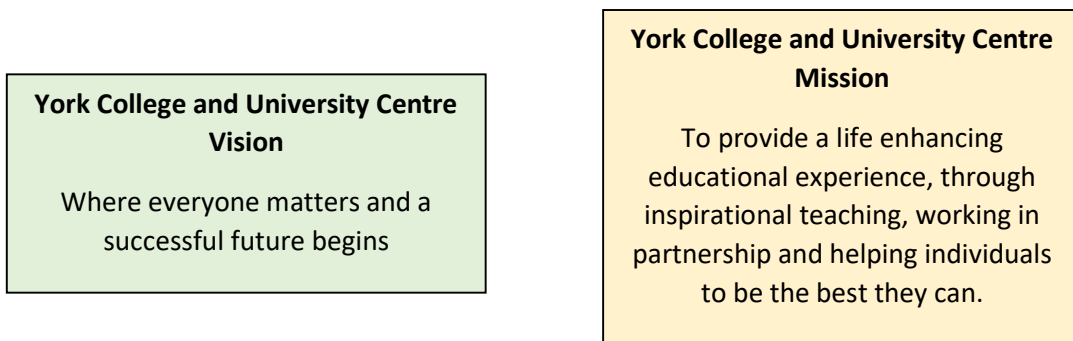 York College and University Centre
Vision
Where everyone matters and a
successful future begins
York College and University Centre
Mission
To provide a life enhancing
educational experience, through
inspirational teaching, working in
partnership and helping individuals
to be the best they can.